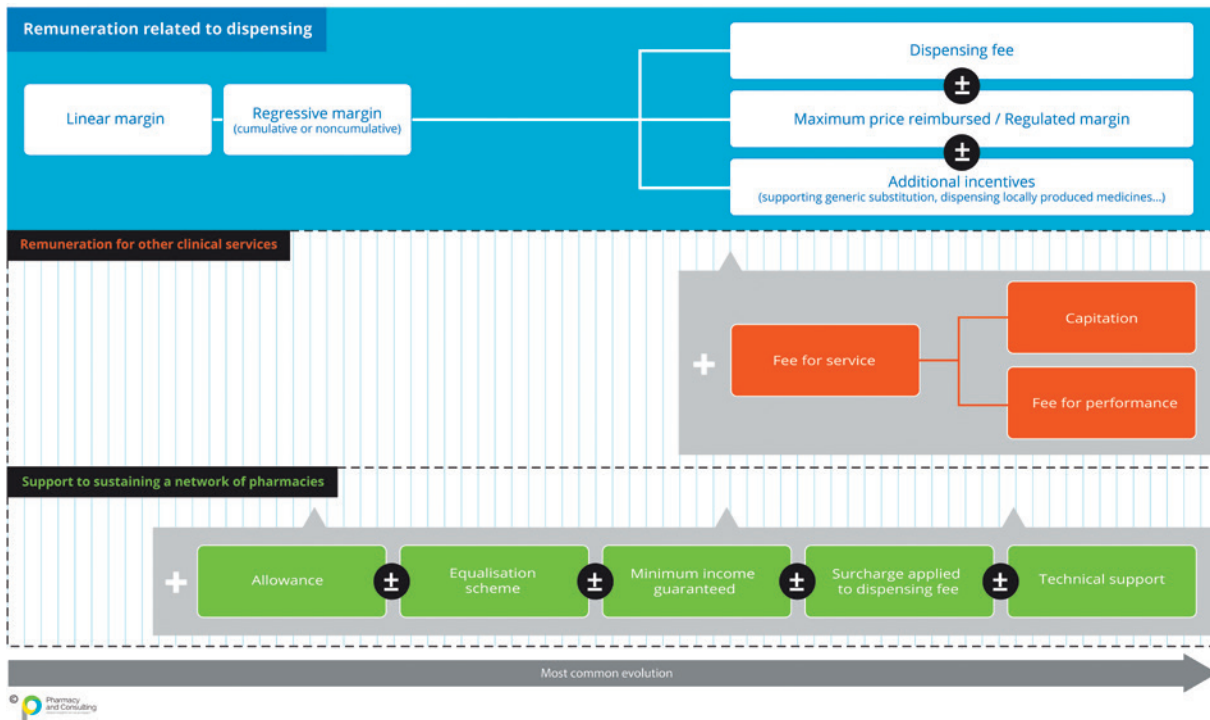 Remuneration related to dispensing
Linear margin
Regressive margin
(cumulative or noncumulative)
Dispensing fee
±
Maximum price reimbursed / Regulated margin
±
Additional incentives
(supporting generic substitution, dispensing locally produced medicines...)
Remuneration for other clinical services
+
Fee for service
Capitation
Fee for performance
Support to sustaining a network of pharmacies
+
Allowance
±
Equalisation
scheme
±
Minimum income
guaranteed
±
Surcharge applied
to dispensing fee
±
Technical support
Most common evolution
©
Pharmacy
and Consulting